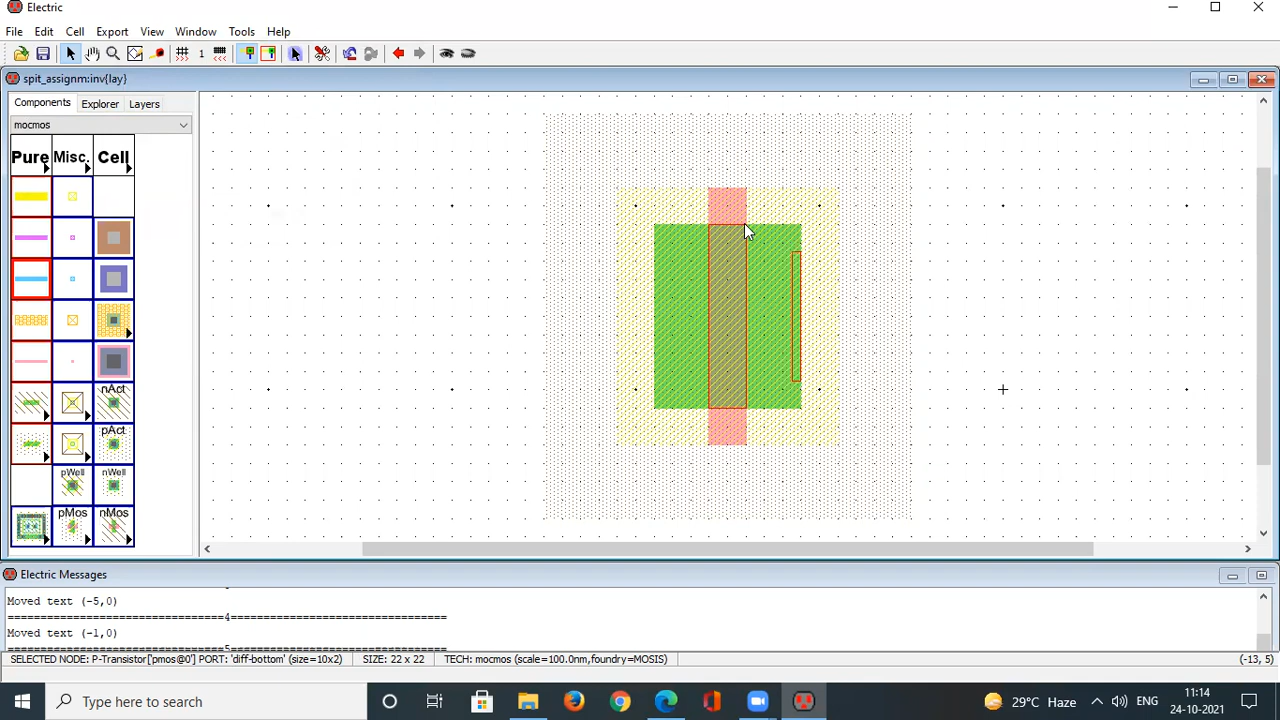 Electric
File Edit Cell Export View Window Tools Help
1
spit_assignm:inv{lay}
Components Explorer Layers
mocmos
Pure Misc. Cell
nAct
pAct
pWell nWell
pMos nMos
Electric Messages
Moved text (-5,0)
=================================4=================================
Moved text (-1,0)
=================================5=================================
SELECTED NODE: P-Transistor['pmos@0'] PORT: 'diff-bottom' (size=10x2) SIZE: 22 x 22 TECH: mocmos (scale=100.0nm,foundry=MOSIS) (-13, 5)
Type here to search
29°C Haze
ENG
11:14
24-10-2021